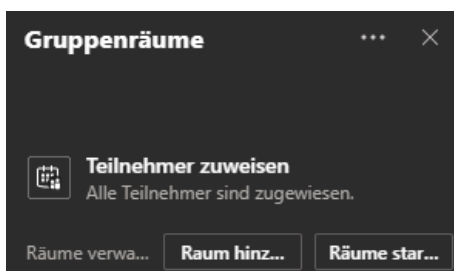 Gruppenräume
Teilnehmer zuweisen
Alle Teilnehmer sind zugewiesen.
Räume verwa... Raum hinz... Räume star...